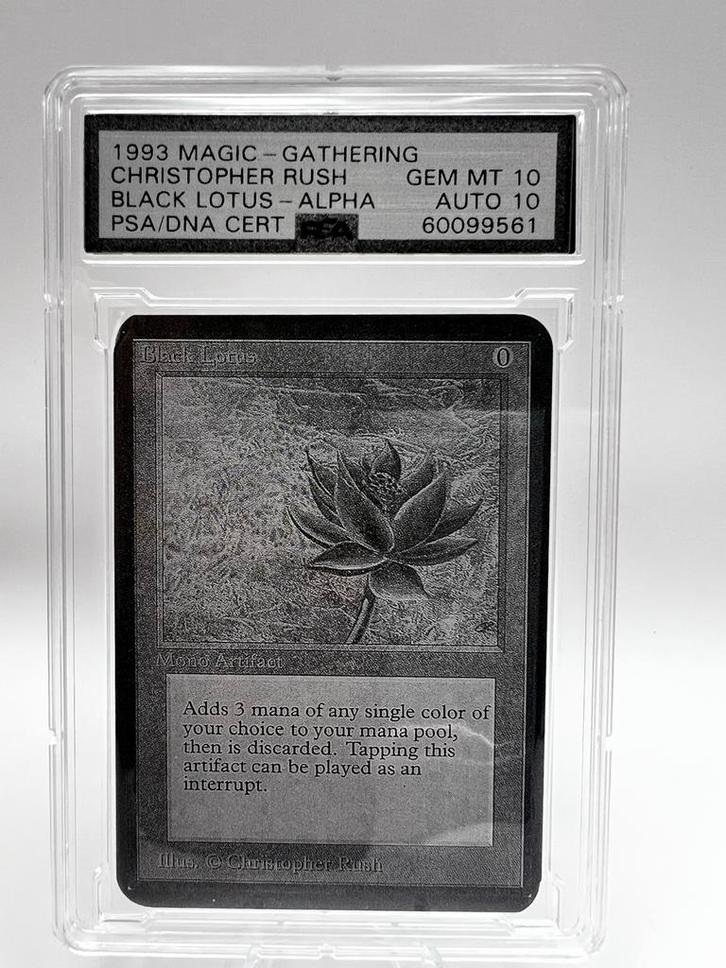 1993 MAGIC – GATHERING
CHRISTOPHER RUSH GEM MT 10
BLACK LOTUS – ALPHA AUTO 10
PSA/DNA CERT PSA 60099561
Black Lotus 0
Mono Artifact
Adds 3 mana of any single color of
your choice to your mana pool,
then is discarded. Tapping this
artifact can be played as an
interrupt.
Illus. © Christopher Rush